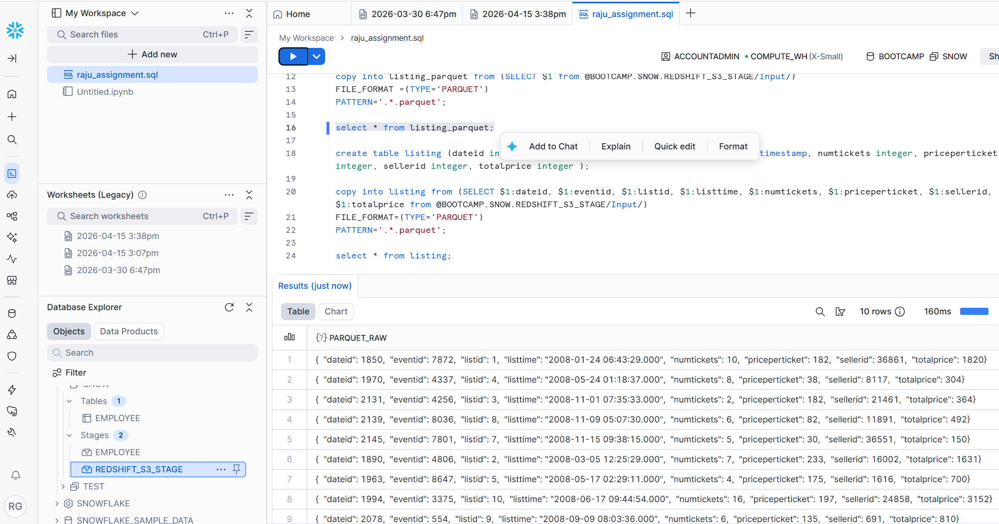 My Workspace
Search files Ctrl+P
Add new
raju_assignment.sql
Untitled.ipynb
Worksheets (Legacy)
Search worksheets Ctrl+P
2026-04-15 3:38pm
2026-04-15 3:07pm
2026-03-30 6:47pm
Database Explorer
Objects Data Products
Search
Filter
SNOW
Tables 1
EMPLOYEE
Stages 2
EMPLOYEE
REDSHIFT_S3_STAGE
TEST
SNOWFLAKE
SNOWFLAKE_SAMPLE_DATA
RG
Home 2026-03-30 6:47pm 2026-04-15 3:38pm SQL raju_assignment.sql
My Workspace > raju_assignment.sql
ACCOUNTADMIN • COMPUTE_WH (X-Small) BOOTCAMP SNOW Sh
12 copy into listing_parquet from (SELECT $1 from @BOOTCAMP.SNOW.REDSHIFT_S3_STAGE/Input/)
13 FILE_FORMAT =(TYPE='PARQUET')
14 PATTERN='.*.parquet';
15
16 select * from listing_parquet;
17
Add to Chat Explain Quick edit Format
18 create table listing (dateid in timestamp, numtickets integer, priceperticket
integer, sellerid integer, totalprice integer );
19
20 copy into listing from (SELECT $1:dateid, $1:eventid, $1:listid, $1:listtime, $1:numtickets, $1:priceperticket, $1:sellerid,
$1:totalprice from @BOOTCAMP.SNOW.REDSHIFT_S3_STAGE/Input/)
21 FILE_FORMAT=(TYPE='PARQUET')
22 PATTERN='.*.parquet';
23
24 select * from listing;
Results (just now)
Table Chart 10 rows 160ms
{?} PARQUET_RAW
1 { "dateid": 1850, "eventid": 7872, "listid": 1, "listtime": "2008-01-24 06:43:29.000", "numtickets": 10, "priceperticket": 182, "sellerid": 36861, "totalprice": 1820}
2 { "dateid": 1970, "eventid": 4337, "listid": 4, "listtime": "2008-05-24 01:18:37.000", "numtickets": 8, "priceperticket": 38, "sellerid": 8117, "totalprice": 304}
3 { "dateid": 2131, "eventid": 4256, "listid": 3, "listtime": "2008-11-01 07:35:33.000", "numtickets": 2, "priceperticket": 182, "sellerid": 21461, "totalprice": 364}
4 { "dateid": 2139, "eventid": 8036, "listid": 8, "listtime": "2008-11-09 05:07:30.000", "numtickets": 6, "priceperticket": 82, "sellerid": 11891, "totalprice": 492}
5 { "dateid": 2145, "eventid": 7801, "listid": 7, "listtime": "2008-11-15 09:38:15.000", "numtickets": 5, "priceperticket": 30, "sellerid": 36551, "totalprice": 150}
6 { "dateid": 1890, "eventid": 4806, "listid": 2, "listtime": "2008-03-05 12:25:29.000", "numtickets": 7, "priceperticket": 233, "sellerid": 16002, "totalprice": 1631}
7 { "dateid": 1963, "eventid": 8647, "listid": 5, "listtime": "2008-05-17 02:29:11.000", "numtickets": 4, "priceperticket": 175, "sellerid": 1616, "totalprice": 700}
8 { "dateid": 1994, "eventid": 3375, "listid": 10, "listtime": "2008-06-17 09:44:54.000", "numtickets": 16, "priceperticket": 197, "sellerid": 24858, "totalprice": 3152}
9 { "dateid": 2078, "eventid": 554, "listid": 9, "listtime": "2008-09-09 08:03:36.000", "numtickets": 6, "priceperticket": 135, "sellerid": 691, "totalprice": 810}